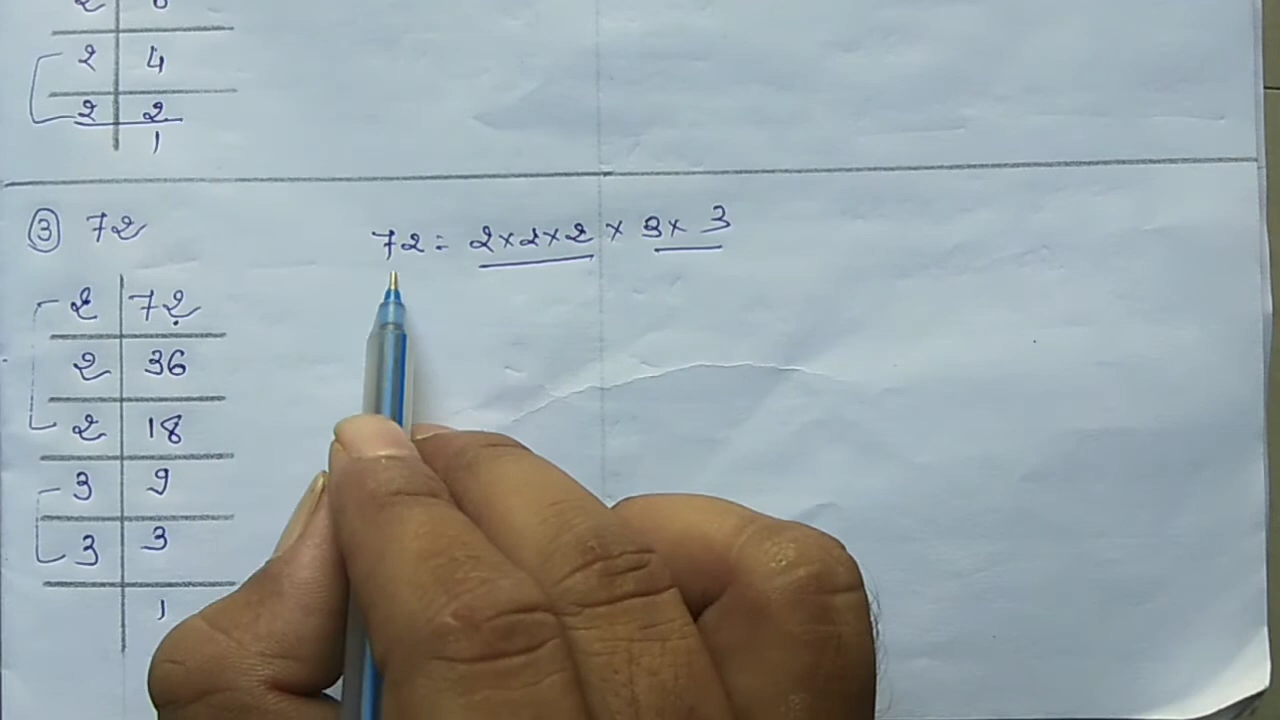 2 | 4
2 | 2
1
③ 72
72 = 2×2×2 × 3× 3
2 | 72
2 | 36
2 | 18
3 | 9
3 | 3
1